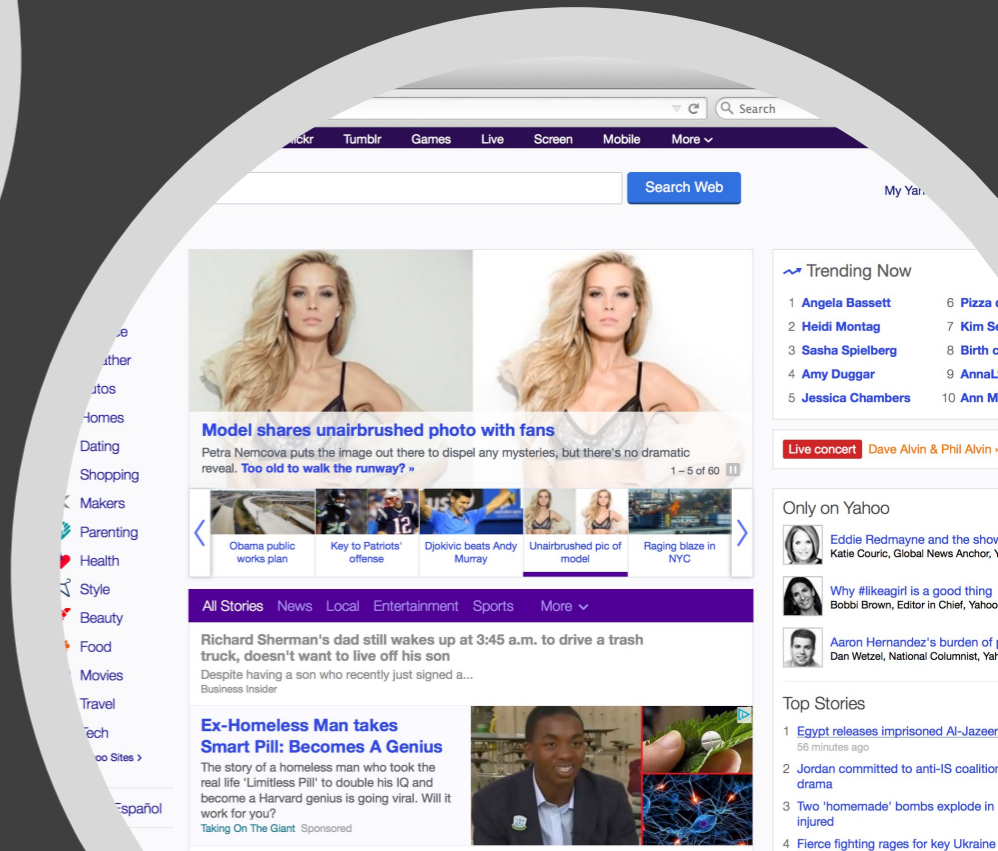 Search
Tumblr Games Live Screen Mobile More
Search Web
My
Homes
Dating
Shopping
Makers
Parenting
Health
Style
Beauty
Food
Movies
Travel
Sites >
Español
Model shares unairbrushed photo with fans
Petra Nemcova puts the image out there to dispel any mysteries, but there's no dramatic
reveal. Too old to walk the runway? »
1 – 5 of 60
Obama public
works plan
Key to Patriots'
offense
Djokivic beats Andy
Murray
Unairbrushed pic of
model
Raging blaze in
NYC
All Stories News Local Entertainment Sports More
Richard Sherman's dad still wakes up at 3:45 a.m. to drive a trash
truck, doesn't want to live off his son
Despite having a son who recently just signed a...
Business Insider
Ex-Homeless Man takes
Smart Pill: Becomes A Genius
The story of a homeless man who took the
real life 'Limitless Pill' to double his IQ and
become a Harvard genius is going viral. Will it
work for you?
Taking On The Giant Sponsored
Trending Now
1 Angela Bassett
2 Heidi Montag
3 Sasha Spielberg
4 Amy Duggar
5 Jessica Chambers
6 Pizza
7 Kim
8 Birth
9
10 Ann
Live concert Dave Alvin & Phil Alvin »
Only on Yahoo
Eddie Redmayne and the
Katie Couric, Global News Anchor,
Why #likeagirl is a good thing
Bobbi Brown, Editor in Chief, Yahoo
Aaron Hernandez's burden of
Dan Wetzel, National Columnist,
Top Stories
1 Egypt releases imprisoned
56 minutes ago
2 Jordan committed to anti-IS coalition
drama
3 Two 'homemade' bombs explode in
injured
4 Fierce fighting rages for key Ukraine